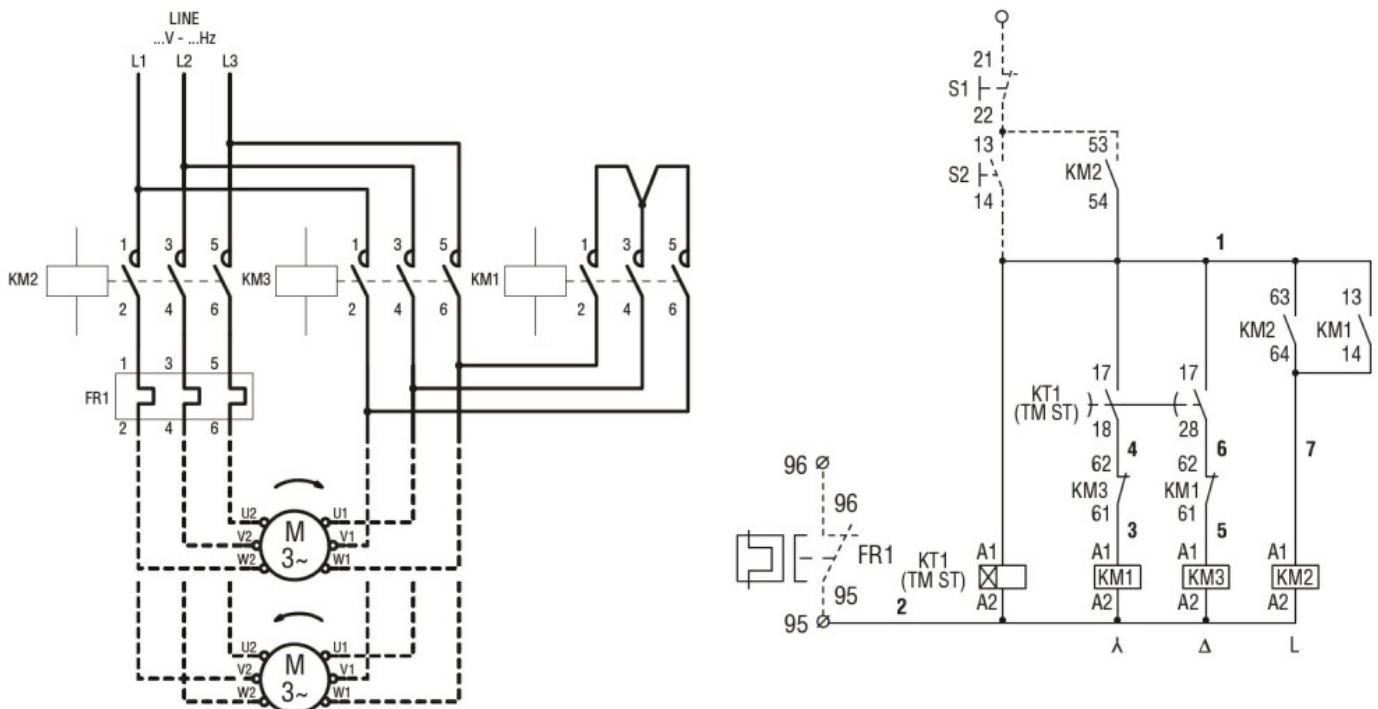 LINE
...V - ...Hz
L1 L2 L3
KM2
1 3 5
2 4 6
KM3
1 3 5
2 4 6
KM1
1 3 5
2 4 6
FR1
1 3 5
2 4 6
U2 U1
V2 M V1
W2 3~ W1
U2 U1
V2 M V1
W2 3~ W1
21
S1
22
13 53
S2 KM2
14 54
1
63 13
KM2 KM1
64 14
17 17
KT1
(TM ST)
18 28
4 6 7
62 62
KM3 KM1
61 61
3 5
96
96
FR1
95
95
2
KT1
(TM ST)
A1 A1 A1 A1
KM1 KM3 KM2
A2 A2 A2 A2
⅄ Δ L